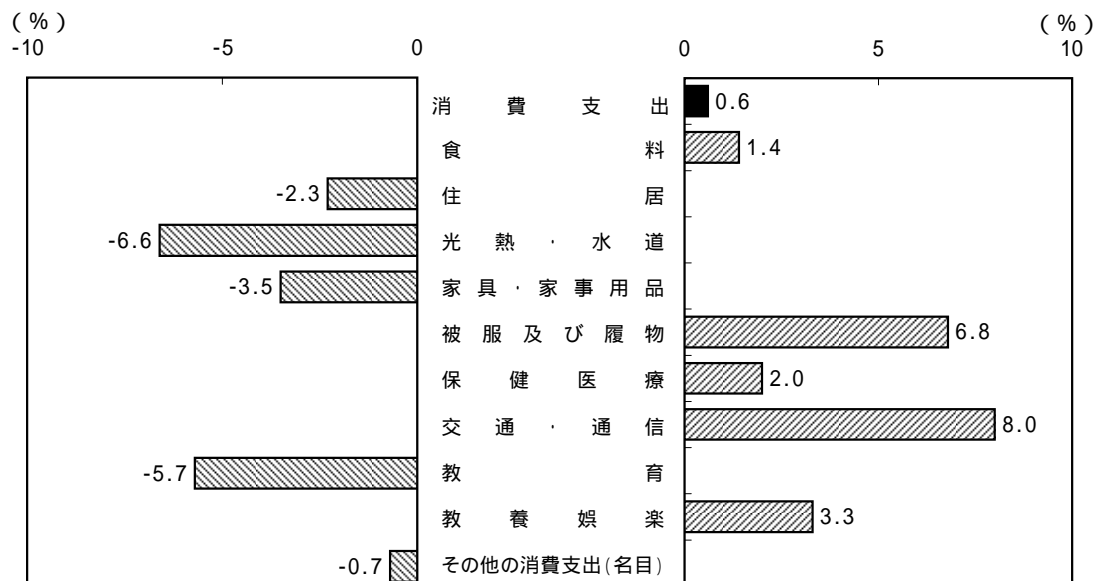 (%) (%)
-10 -5 0 0 5 10
消費支出 0.6
食料 1.4
-2.3 住居
-6.6 光熱・水道
-3.5 家具・家事用品
被服及び履物 6.8
保健医療 2.0
交通・通信 8.0
-5.7 教育
教養娯楽 3.3
-0.7 その他の消費支出(名目)